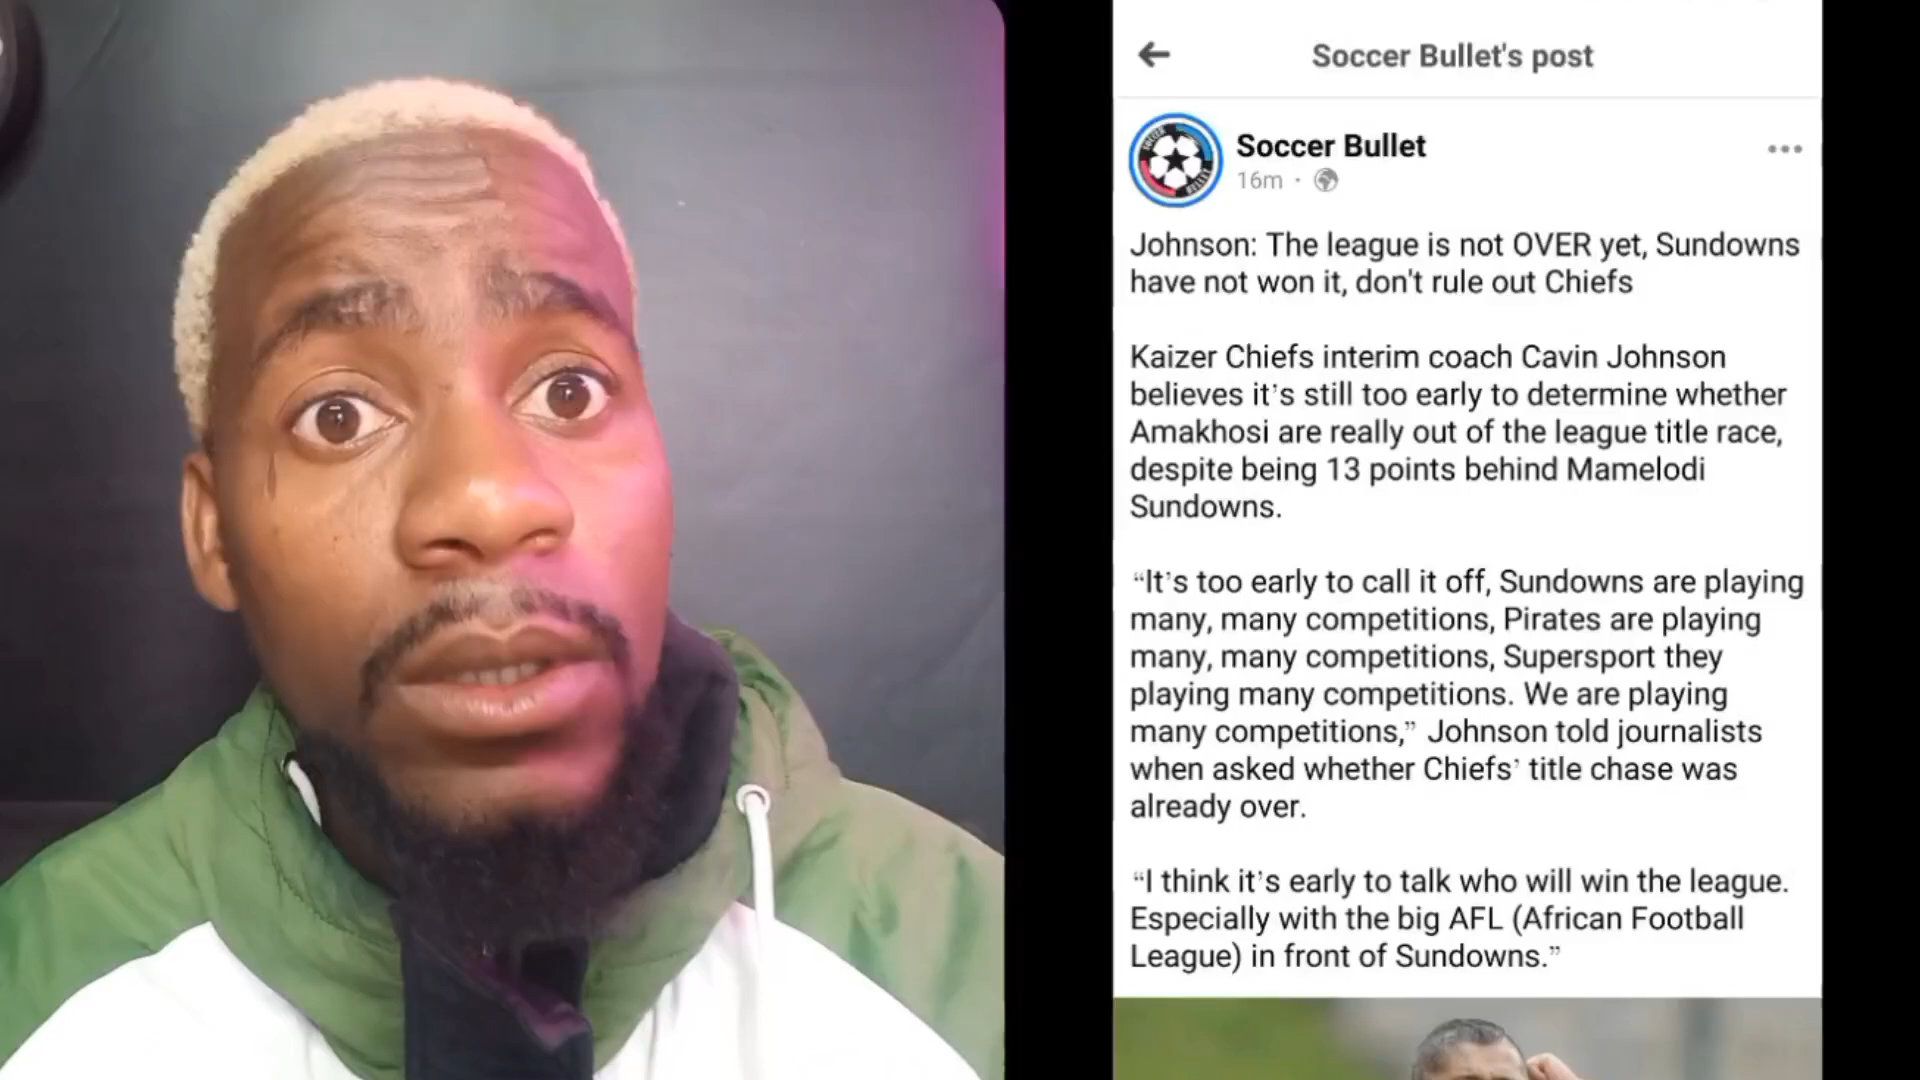 Soccer Bullet's post
SOCCER
BULLET
Soccer Bullet
16m ·
Johnson: The league is not OVER yet, Sundowns
have not won it, don't rule out Chiefs
Kaizer Chiefs interim coach Cavin Johnson
believes it's still too early to determine whether
Amakhosi are really out of the league title race,
despite being 13 points behind Mamelodi
Sundowns.
“It's too early to call it off, Sundowns are playing
many, many competitions, Pirates are playing
many, many competitions, Supersport they
playing many competitions. We are playing
many competitions,” Johnson told journalists
when asked whether Chiefs’ title chase was
already over.
“I think it's early to talk who will win the league.
Especially with the big AFL (African Football
League) in front of Sundowns.”